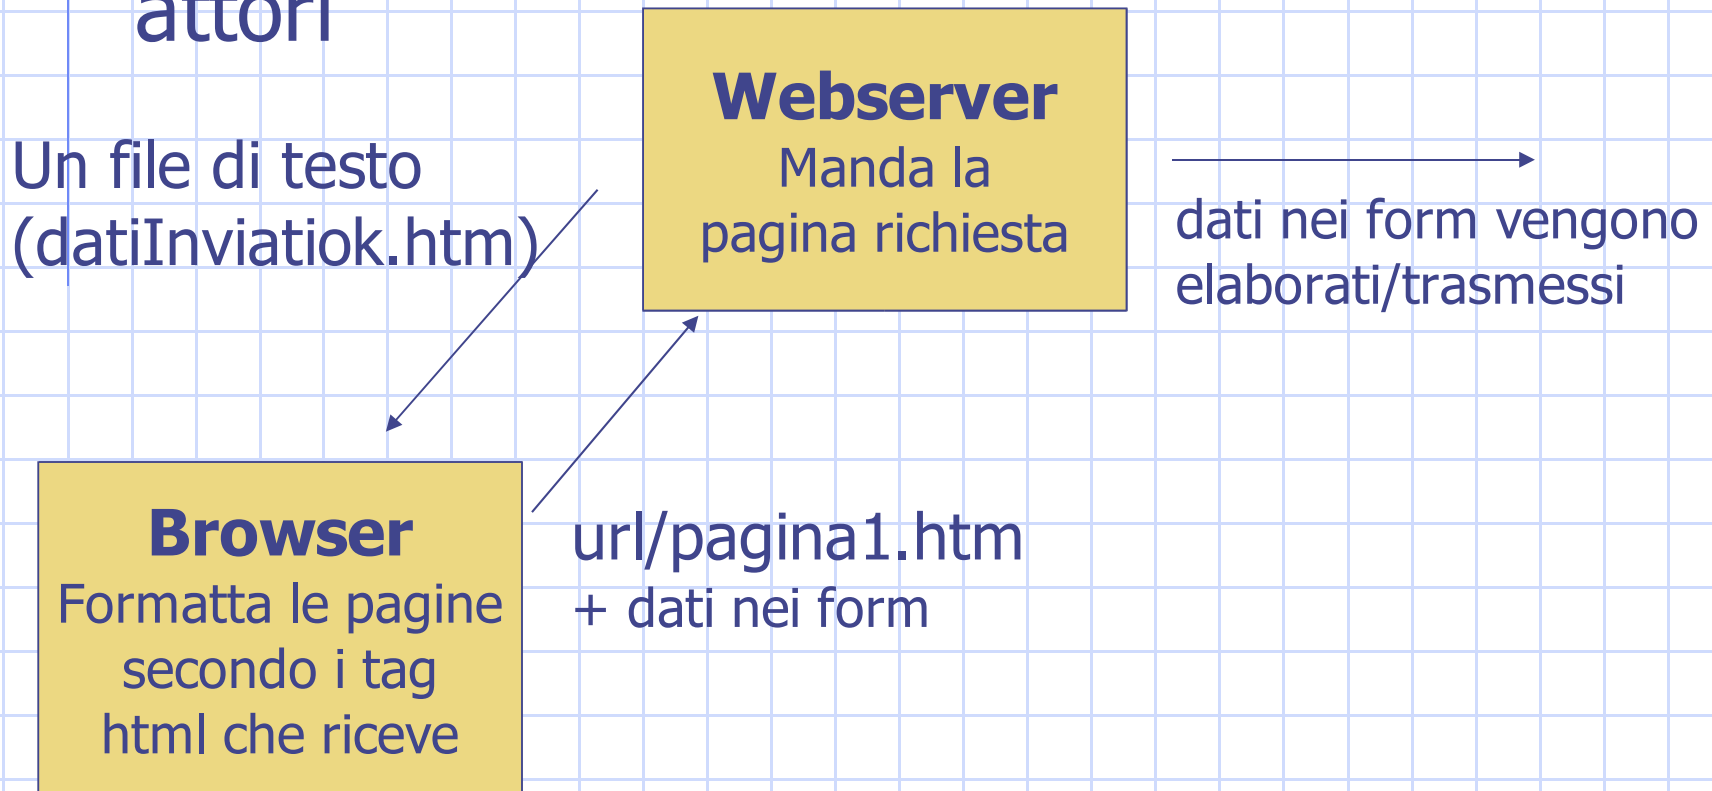 attori
Webserver
Manda la
pagina richiesta
Un file di testo
(datiInviatiok.htm)
dati nei form vengono
elaborati/trasmessi
Browser
Formatta le pagine
secondo i tag
html che riceve
url/pagina1.htm
+ dati nei form